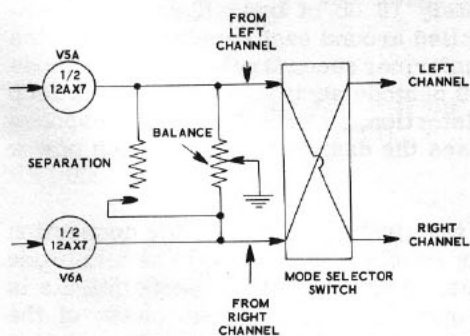 FROM
LEFT
CHANNEL
V5A
1/2
12AX7
LEFT
CHANNEL
BALANCE
SEPARATION
1/2
12AX7
V6A
RIGHT
CHANNEL
MODE SELECTOR
SWITCH
FROM
RIGHT
CHANNEL